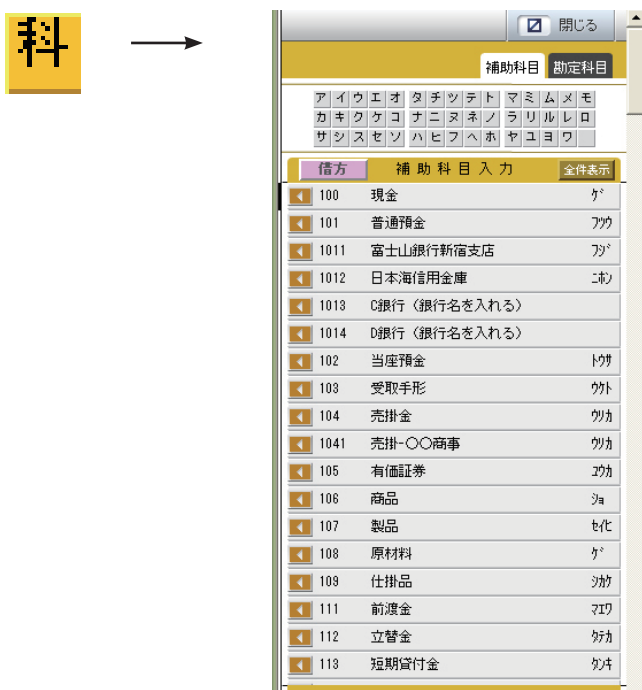 科
閉じる
補助科目 勘定科目
アイウエオ タチツテト マミムメモ
カキクケコ ナニヌネノ ラリルレロ
サシスセソ ハヒフヘホ ヤユヨワ
借方 補助科目入力 全件表示
100 現金 ｹﾞ
101 普通預金 ﾌﾂｳ
1011 富士山銀行新宿支店 ﾌｼﾞ
1012 日本海信用金庫 ﾆﾎﾝ
1013 C銀行（銀行名を入れる）
1014 D銀行（銀行名を入れる）
102 当座預金 ﾄｳｻ
103 受取手形 ｳｹﾄ
104 売掛金 ｳﾘｶ
1041 売掛-〇〇商事 ｳﾘｶ
105 有価証券 ﾕｳｶ
106 商品 ｼｮ
107 製品 ｾｲﾋ
108 原材料 ｹﾞ
109 仕掛品 ｼｶｹ
111 前渡金 ﾏｴﾜ
112 立替金 ﾀﾃｶ
113 短期貸付金 ﾀﾝｷ